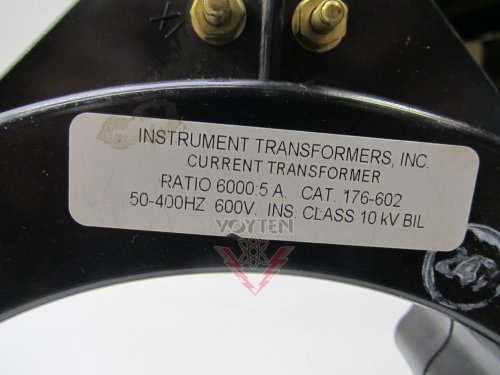 X1
INSTRUMENT TRANSFORMERS, INC.
CURRENT TRANSFORMER
RATIO 6000:5 A. CAT. 176-602
50-400HZ 600V. INS. CLASS 10 kV BIL
VOYTEN